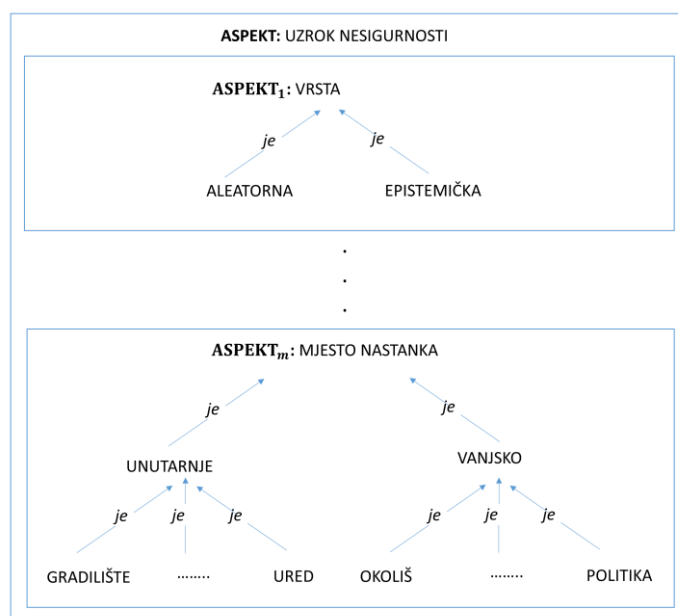 ASPEKT: UZROK NESIGURNOSTI
ASPEKT₁: VRSTA
je je
ALEATORNA EPISTEMIČKA
.
.
.
ASPEKTₘ: MJESTO NASTANKA
je je
UNUTARNJE VANJSKO
je je je je je je
GRADILIŠTE ........ URED OKOLIŠ ........ POLITIKA